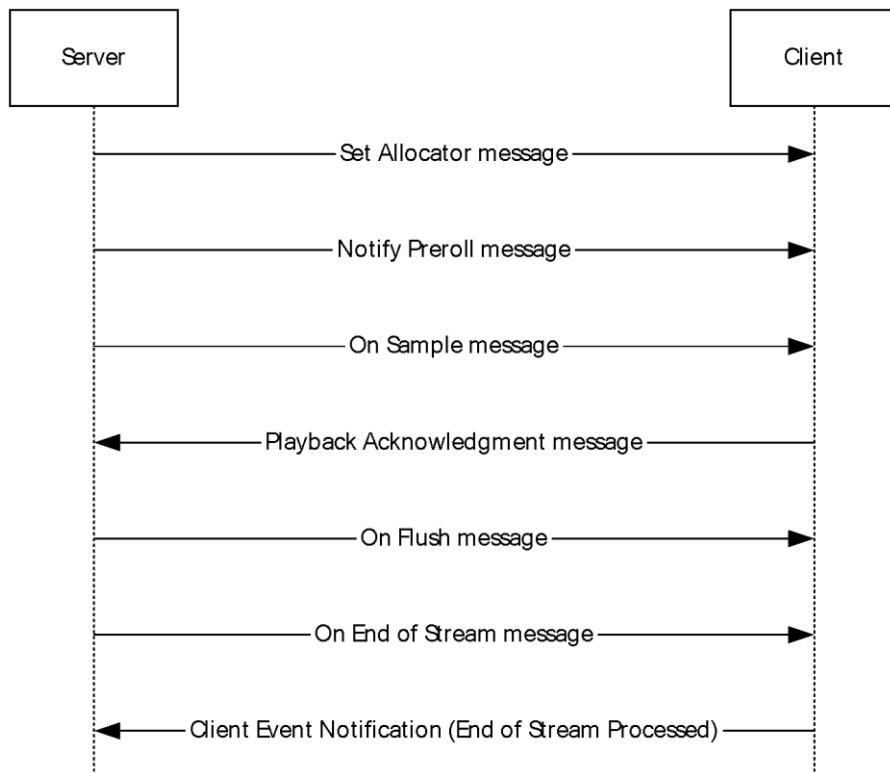 Server
Client
Set Allocator message
Notify Preroll message
On Sample message
Playback Acknowledgment message
On Flush message
On End of Stream message
Client Event Notification (End of Stream Processed)